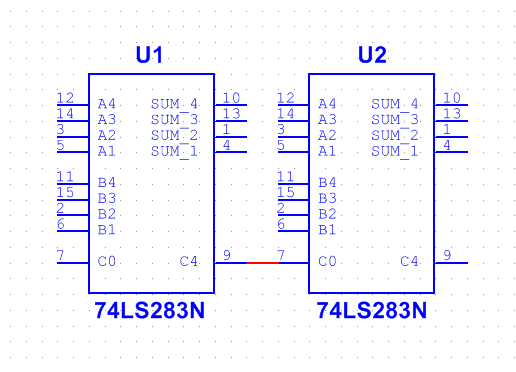 U1 U2
12 A4 SUM_4 10 12 A4 SUM_4 10
14 A3 SUM_3 13 14 A3 SUM_3 13
3 A2 SUM_2 1 3 A2 SUM_2 1
5 A1 SUM_1 4 5 A1 SUM_1 4
11 B4 11 B4
15 B3 15 B3
2 B2 2 B2
6 B1 6 B1
7 C0 C4 9 7 C0 C4 9
74LS283N 74LS283N